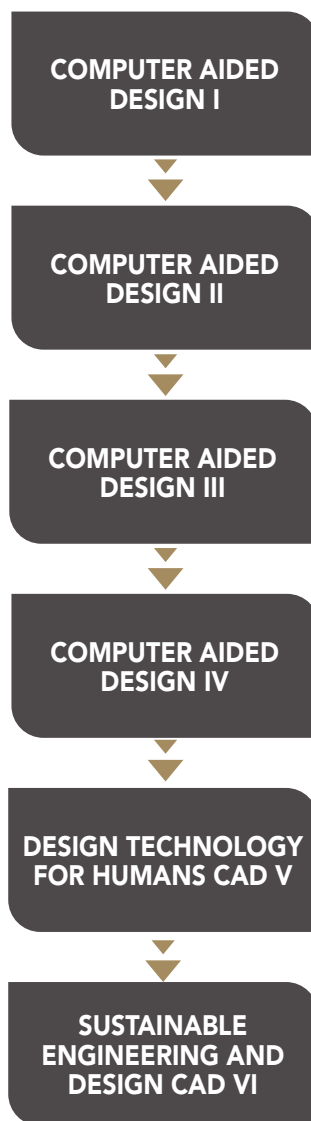 COMPUTER AIDED
DESIGN I
COMPUTER AIDED
DESIGN II
COMPUTER AIDED
DESIGN III
COMPUTER AIDED
DESIGN IV
DESIGN TECHNOLOGY
FOR HUMANS CAD V
SUSTAINABLE
ENGINEERING AND
DESIGN CAD VI